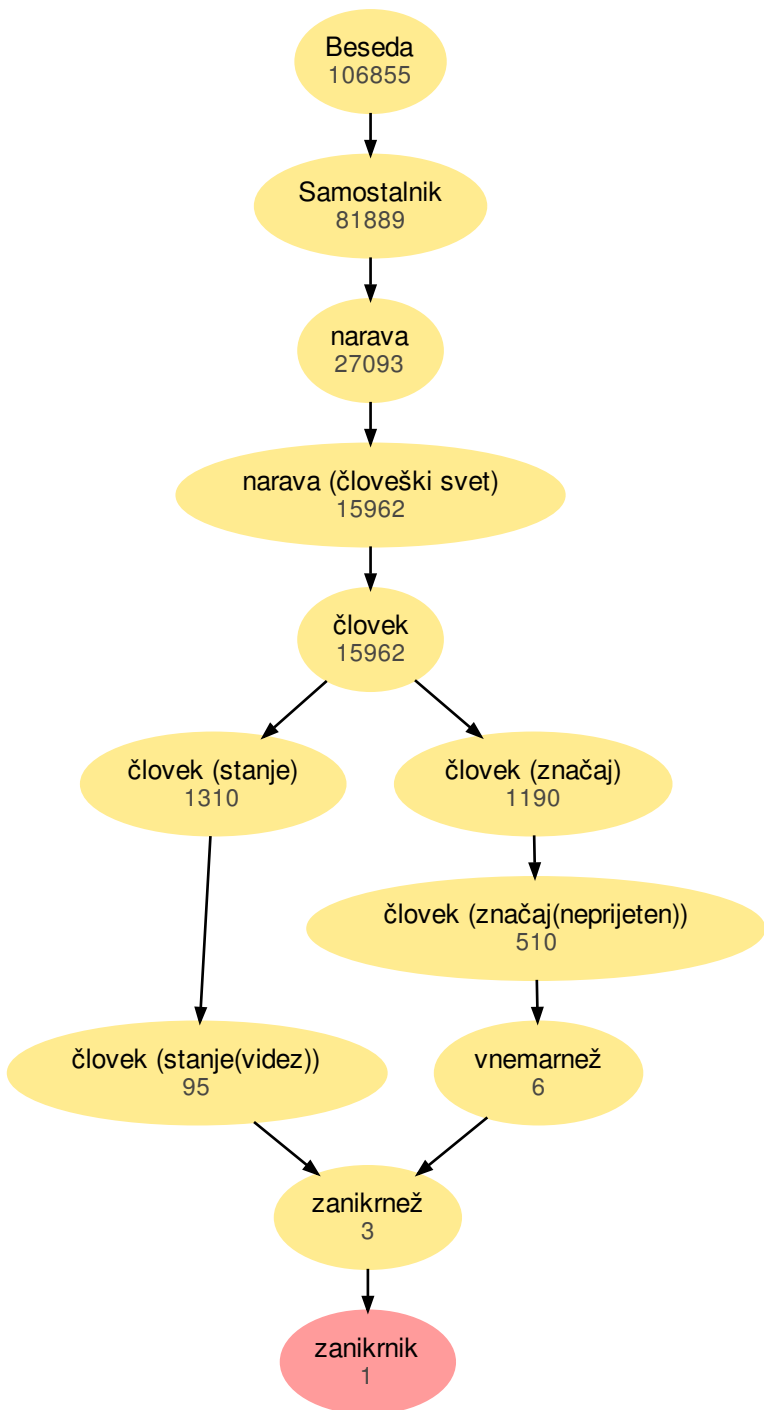 Beseda
106855
Samostalnik
81889
narava
27093
narava (človeški svet)
15962
človek
15962
človek (stanje)
1310
človek (značaj)
1190
človek (značaj(neprijeten))
510
človek (stanje(videz))
95
vnemarnež
6
zanikrnež
3
zanikrnik
1